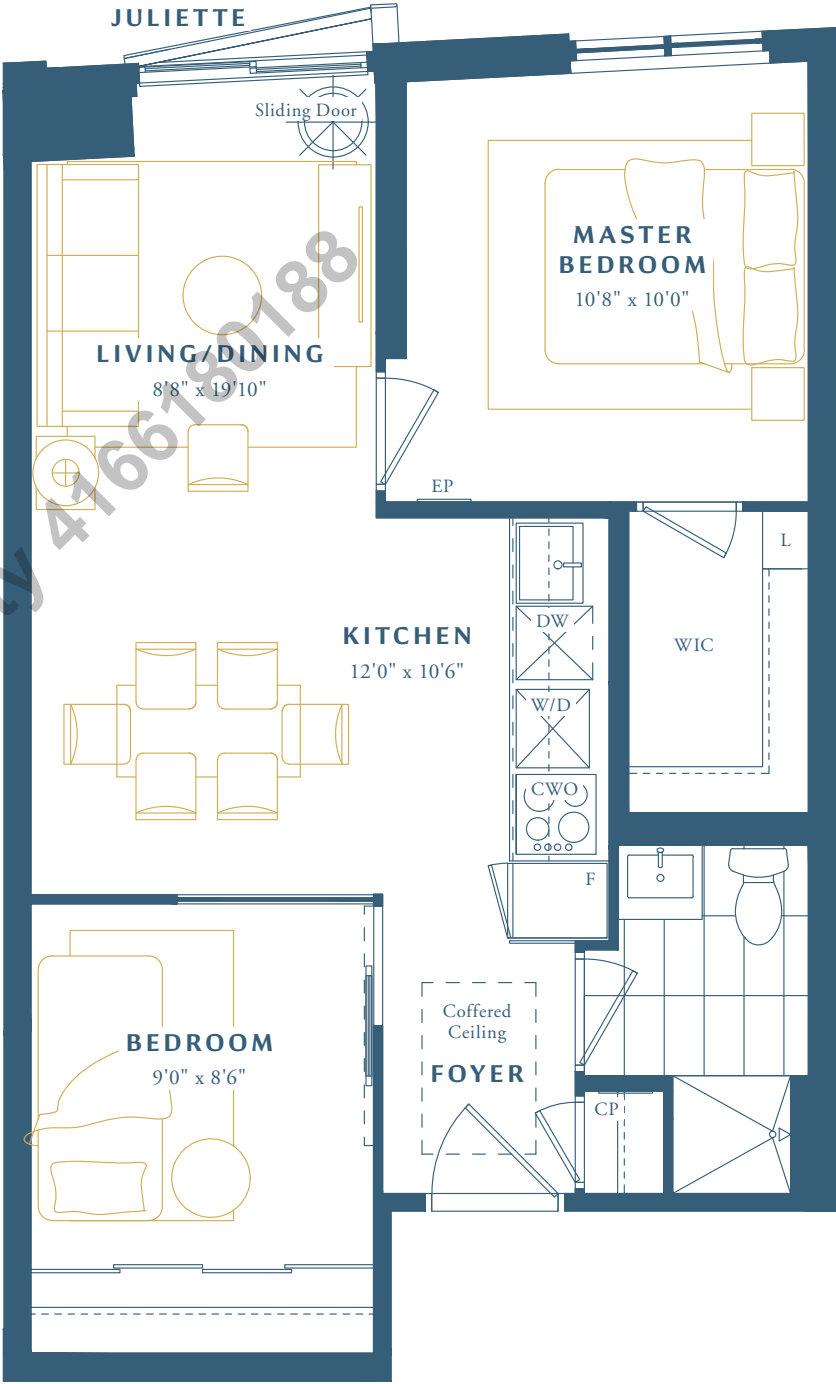 JULIETTE
Sliding Door
MASTER
BEDROOM
10'8" x 10'0"
LIVING/DINING
8'8" x 19'10"
4166180188
EP
L
KITCHEN
12'0" x 10'6"
DW
WIC
W/D
CWO
F
Coffered
Ceiling
FOYER
BEDROOM
9'0" x 8'6"
CP